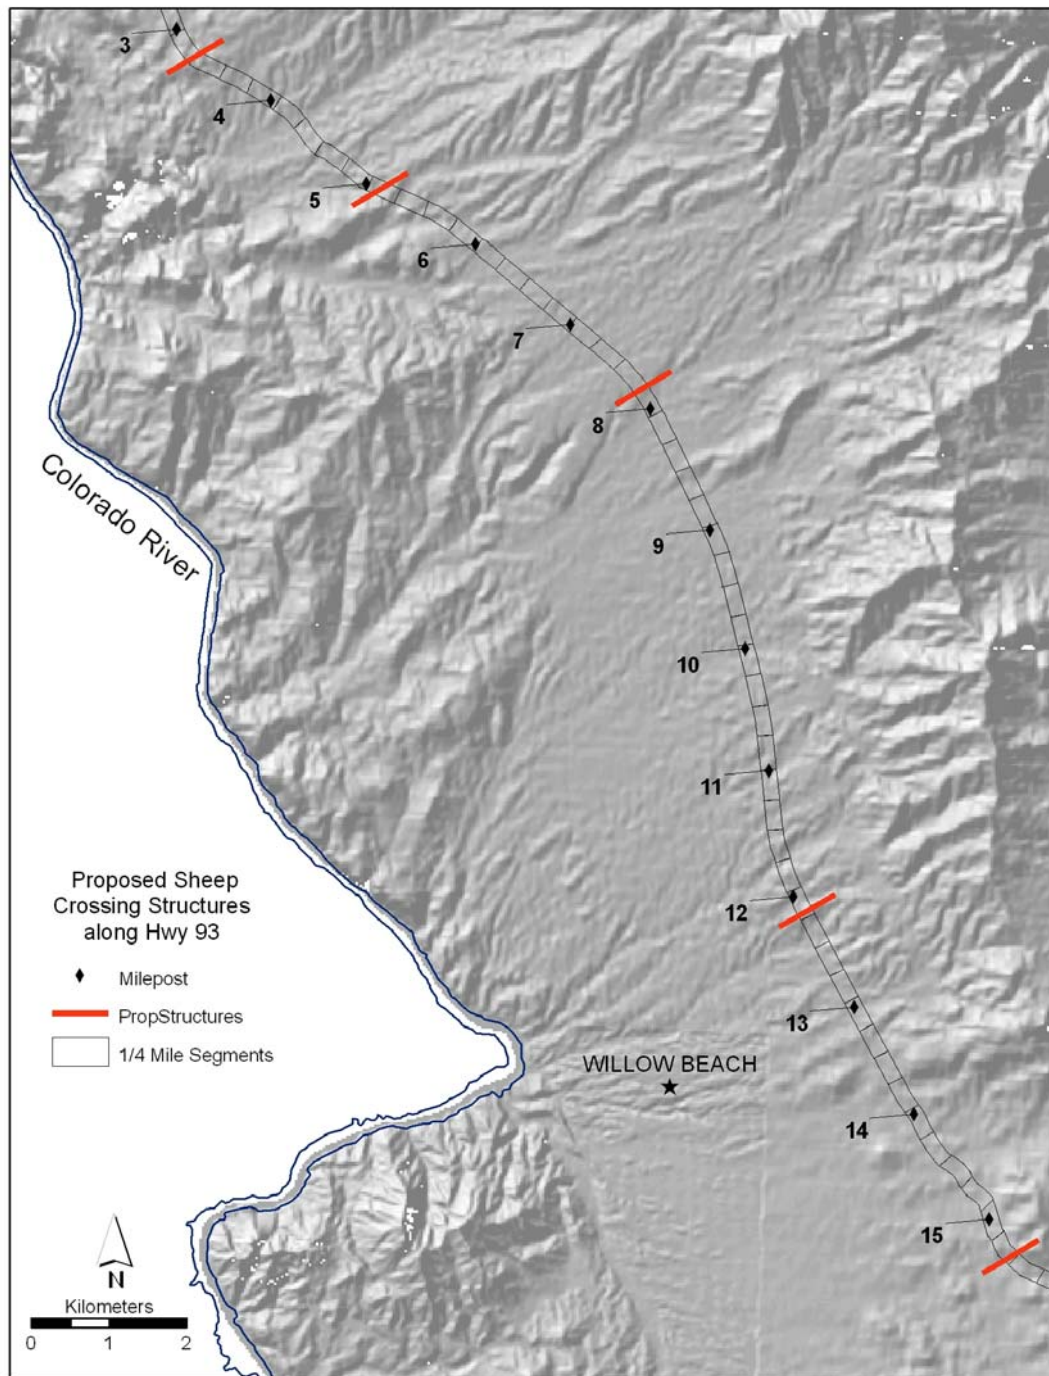 3
4
5
6
7
8
9
10
11
12
13
14
15
Colorado River
WILLOW BEACH
Proposed Sheep
Crossing Structures
along Hwy 93
Milepost
PropStructures
1/4 Mile Segments
N
Kilometers
0 1 2